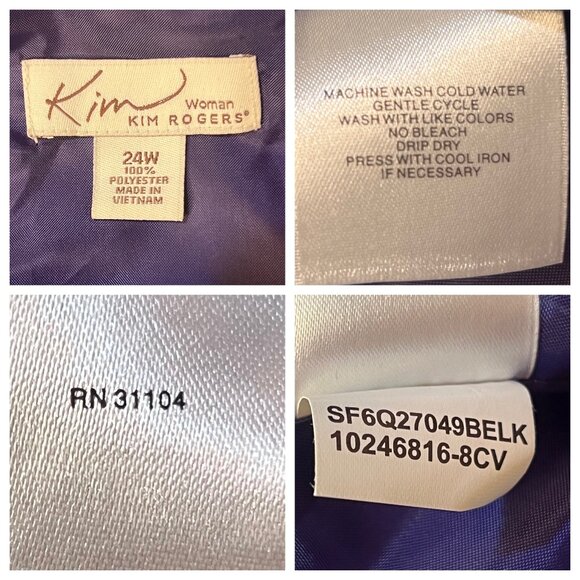 Kim Woman
KIM ROGERS®
24W
100%
POLYESTER
MADE IN
VIETNAM
MACHINE WASH COLD WATER
GENTLE CYCLE
WASH WITH LIKE COLORS
NO BLEACH
DRIP DRY
PRESS WITH COOL IRON
IF NECESSARY
RN 31104
SF6Q27049BELK
10246816-8CV